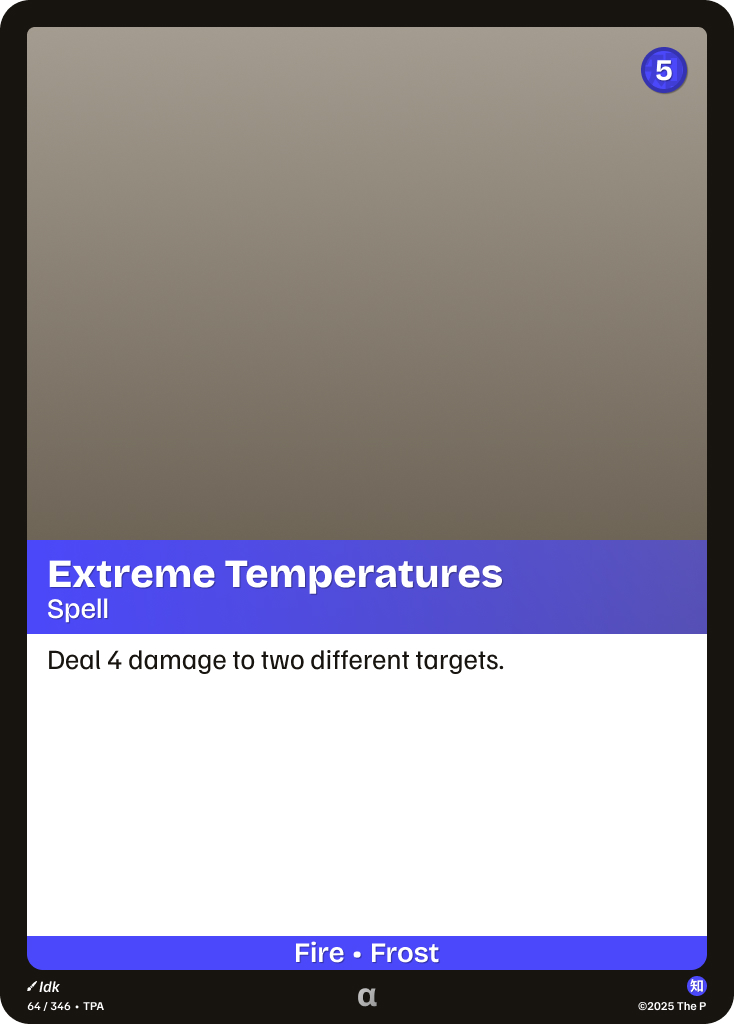 5
Extreme Temperatures
Spell
Deal 4 damage to two different targets.
Fire • Frost
Idk
64 / 346 • TPA
α
知
©2025 The P